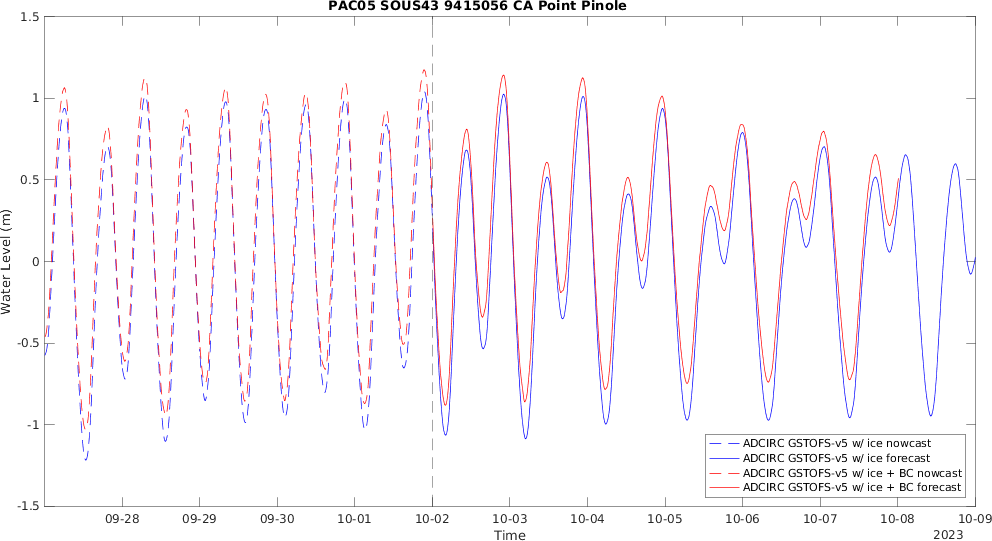 PAC05 SOUS43 9415056 CA Point Pinole
1.5
1
0.5
0
-0.5
-1
-1.5
Water Level (m)
09-28 09-29 09-30 10-01 10-02 10-03 10-04 10-05 10-06 10-07 10-08 10-09
Time
2023
ADCIRC GSTOFS-v5 w/ ice nowcast
ADCIRC GSTOFS-v5 w/ ice forecast
ADCIRC GSTOFS-v5 w/ ice + BC nowcast
ADCIRC GSTOFS-v5 w/ ice + BC forecast